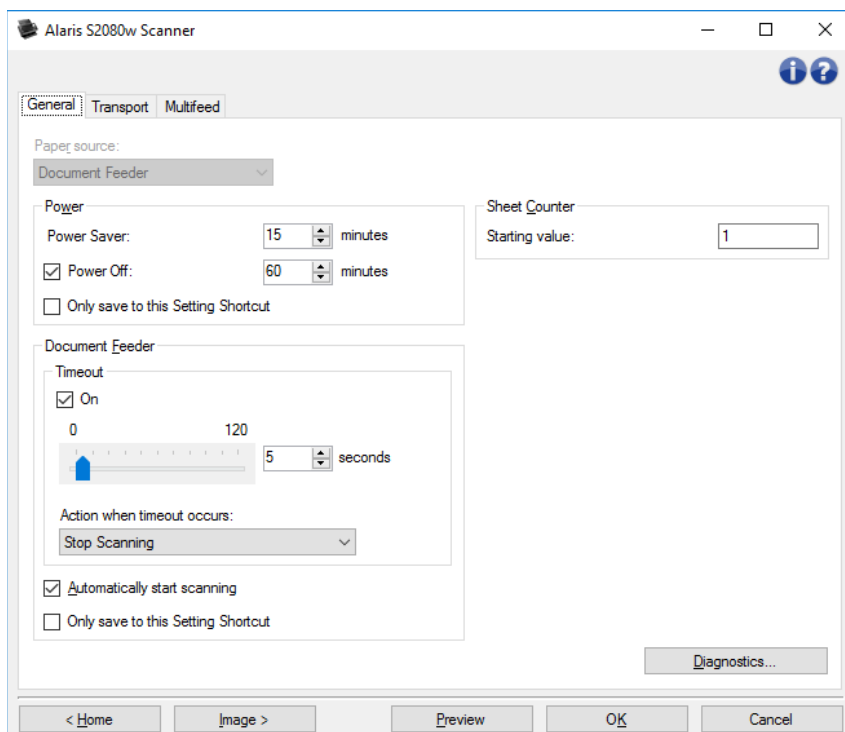 Alaris S2080w Scanner
General Transport Multifeed
Paper source:
Document Feeder
Power
Power Saver: 15 minutes
Power Off: 60 minutes
Only save to this Setting Shortcut
Sheet Counter
Starting value: 1
Document Feeder
Timeout
On
0 120
5 seconds
Action when timeout occurs:
Stop Scanning
Automatically start scanning
Only save to this Setting Shortcut
Diagnostics...
< Home Image > Preview OK Cancel